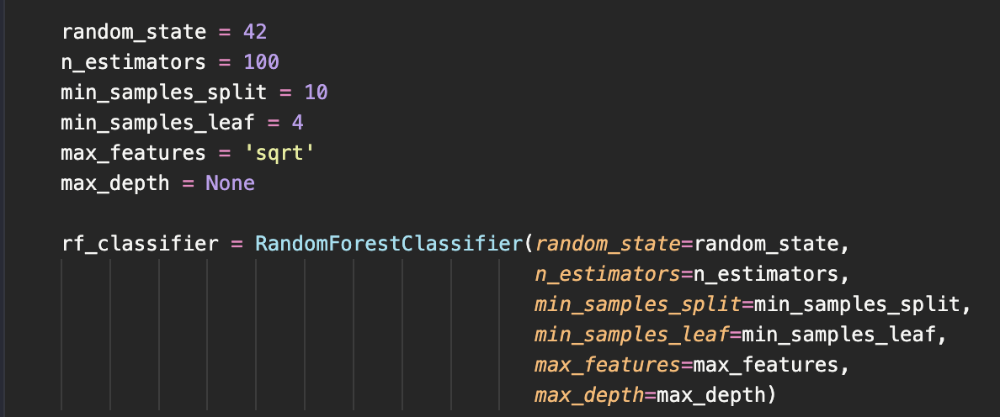 random_state = 42
n_estimators = 100
min_samples_split = 10
min_samples_leaf = 4
max_features = 'sqrt'
max_depth = None
rf_classifier = RandomForestClassifier(random_state=random_state,
n_estimators=n_estimators,
min_samples_split=min_samples_split,
min_samples_leaf=min_samples_leaf,
max_features=max_features,
max_depth=max_depth)